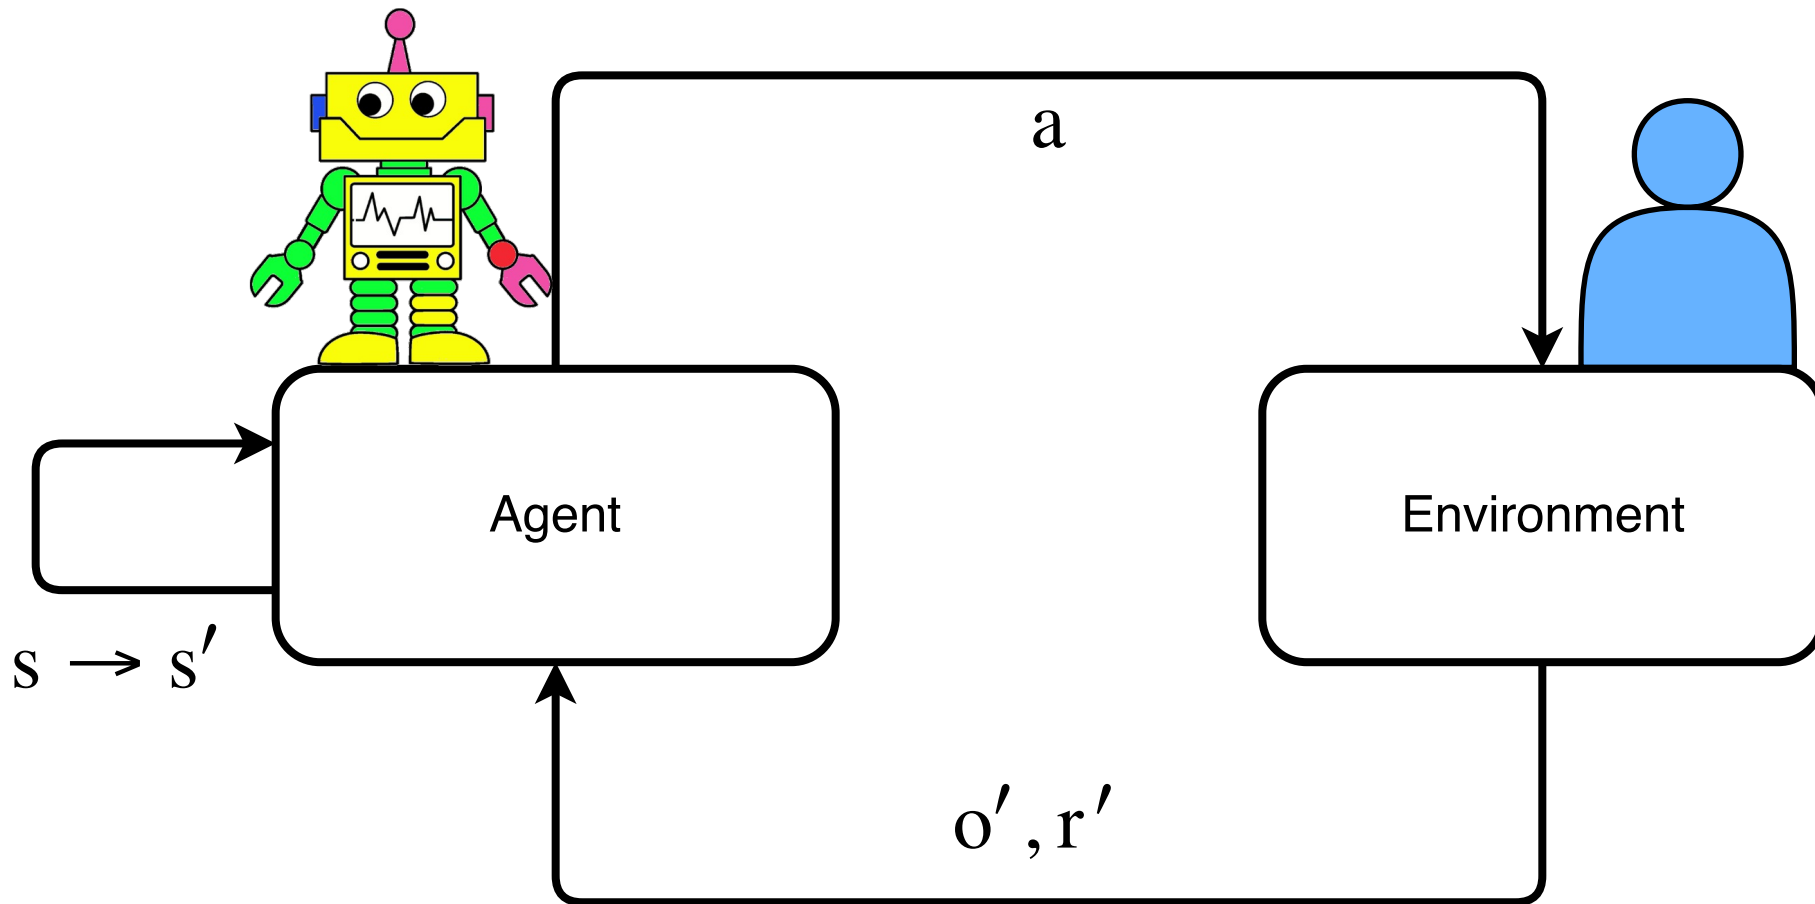 a
Agent
Environment
s → s′
o′, r′